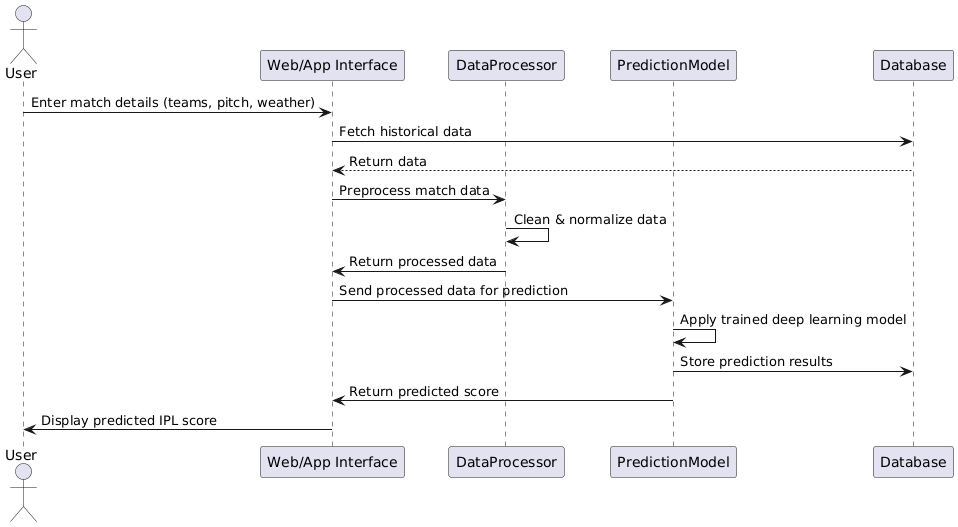 User
Web/App Interface
DataProcessor
PredictionModel
Database
Enter match details (teams, pitch, weather)
Fetch historical data
Return data
Preprocess match data
Clean & normalize data
Return processed data
Send processed data for prediction
Apply trained deep learning model
Store prediction results
Return predicted score
Display predicted IPL score
User
Web/App Interface
DataProcessor
PredictionModel
Database